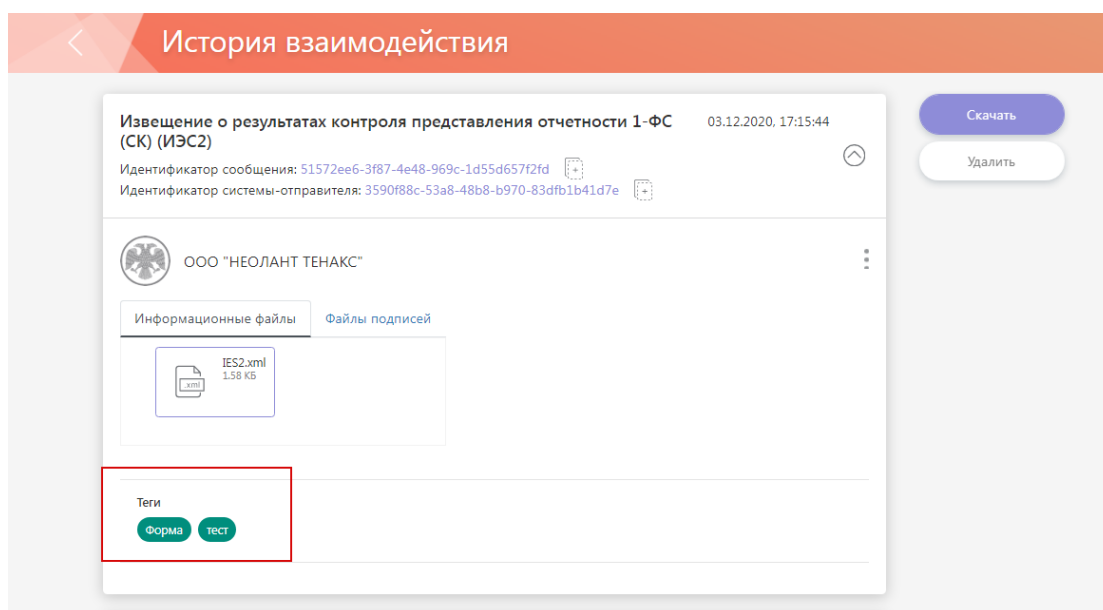 История взаимодействия
Извещение о результатах контроля представления отчетности 1-ФС
(СК) (ИЭС2)
03.12.2020, 17:15:44
Идентификатор сообщения: 51572ee6-3f87-4e48-969c-1d55d657f2fd
Идентификатор системы-отправителя: 3590f88c-53a8-48b8-b970-83dfb1b41d7e
Скачать
Удалить
ООО "НЕОЛАНТ ТЕНАКС"
Информационные файлы
Файлы подписей
IES2.xml
1.58 КБ
.xml
Теги
Форма
тест